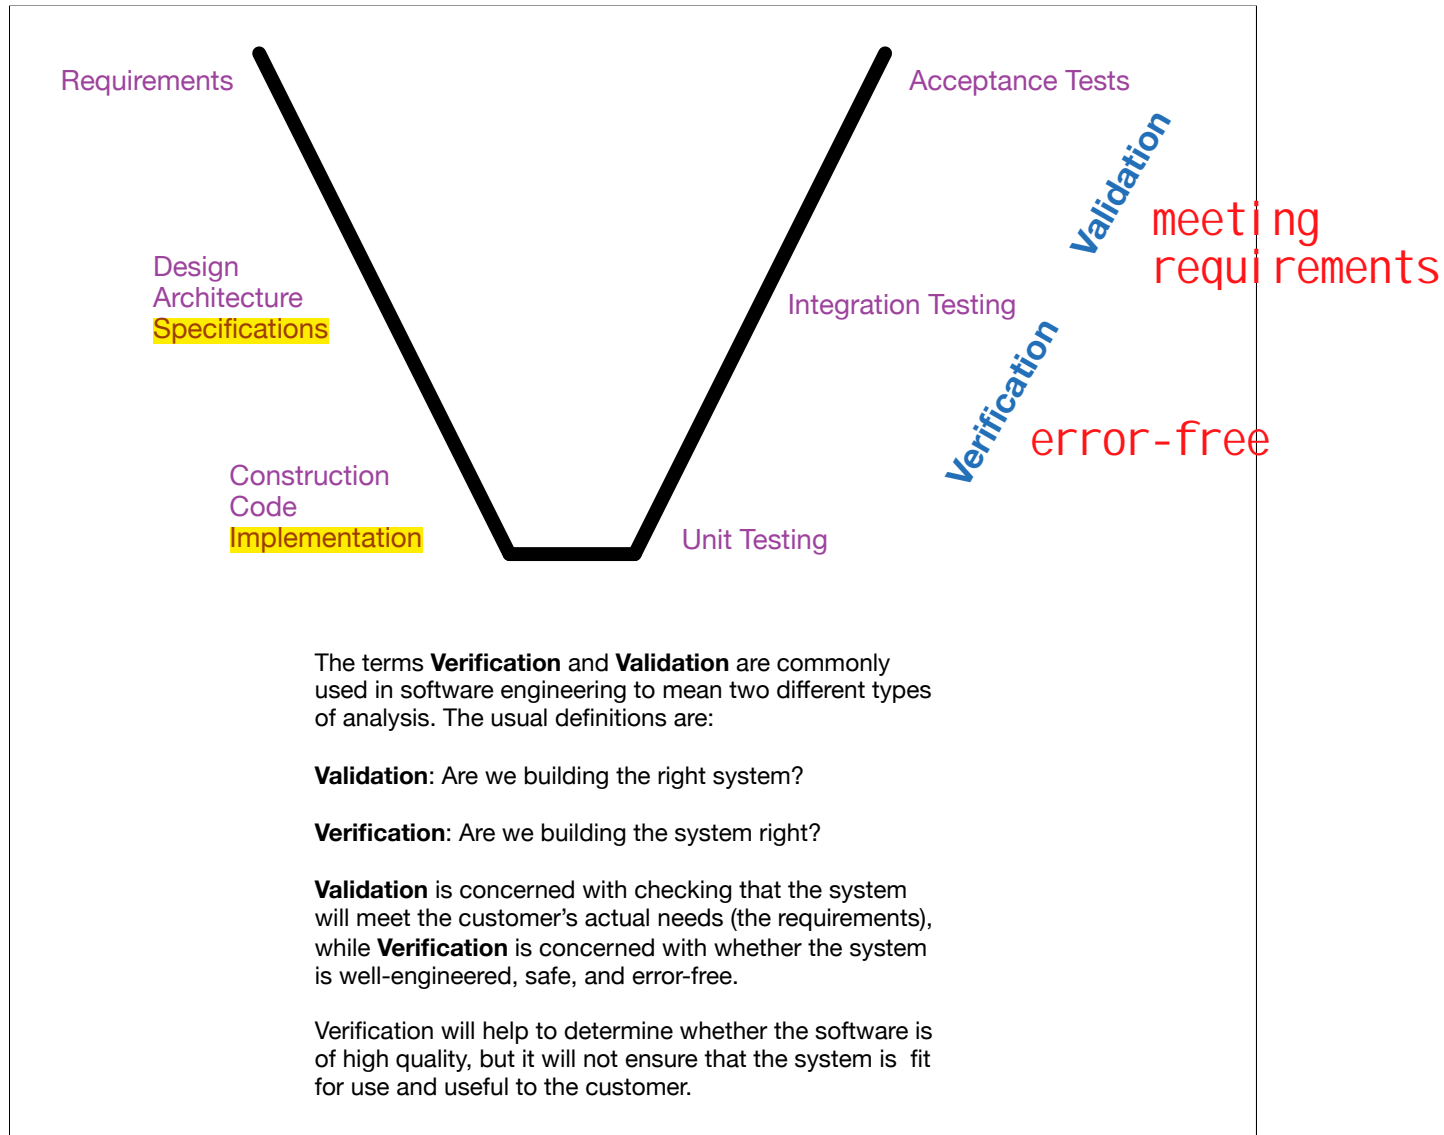 Requirements
Acceptance Tests
Validation
meeting
requirements
Design
Architecture
Specifications
Integration Testing
Verification
error-free
Construction
Code
Implementation
Unit Testing
The terms Verification and Validation are commonly
used in software engineering to mean two different types
of analysis. The usual definitions are:
Validation: Are we building the right system?
Verification: Are we building the system right?
Validation is concerned with checking that the system
will meet the customer’s actual needs (the requirements),
while Verification is concerned with whether the system
is well-engineered, safe, and error-free.
Verification will help to determine whether the software is
of high quality, but it will not ensure that the system is  fit
for use and useful to the customer.